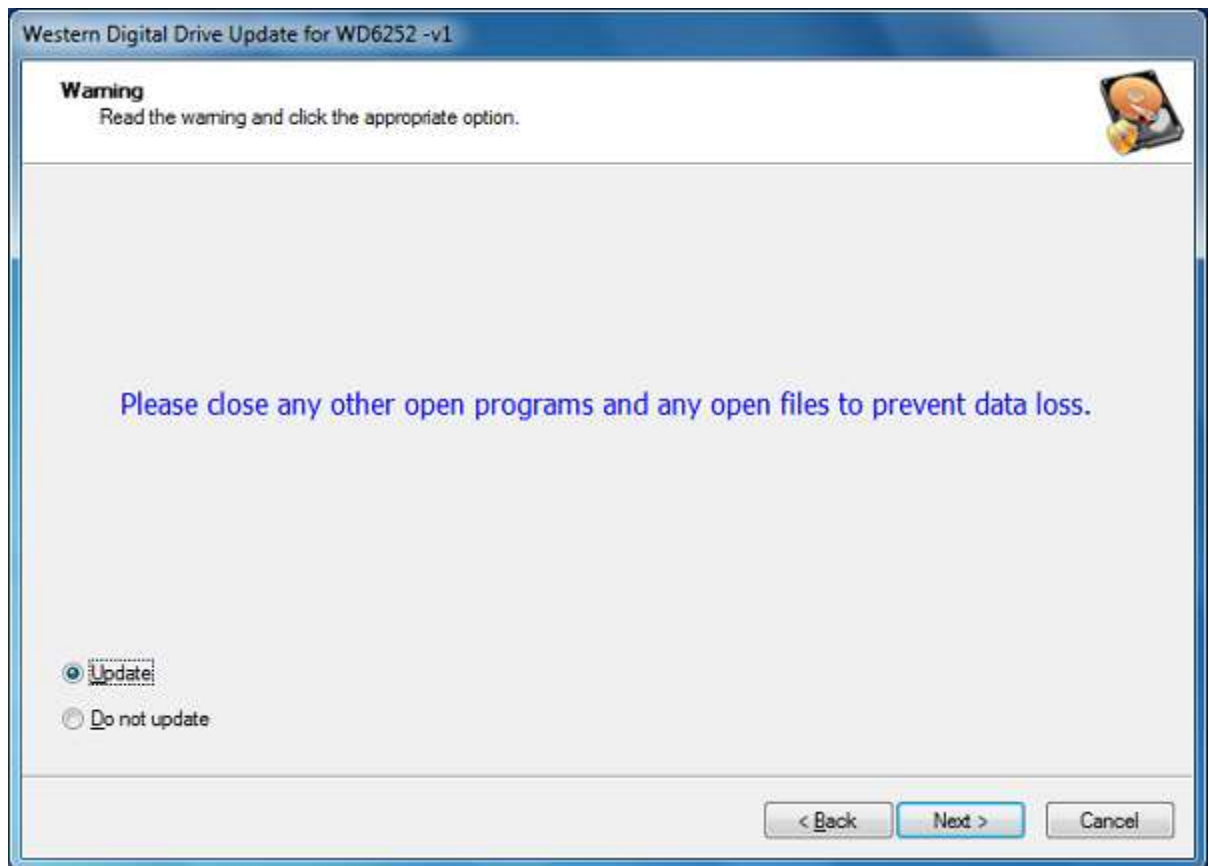 Western Digital Drive Update for WD6252 -v1
Warning
Read the warning and click the appropriate option.
Please close any other open programs and any open files to prevent data loss.
Update
Do not update
< Back
Next >
Cancel